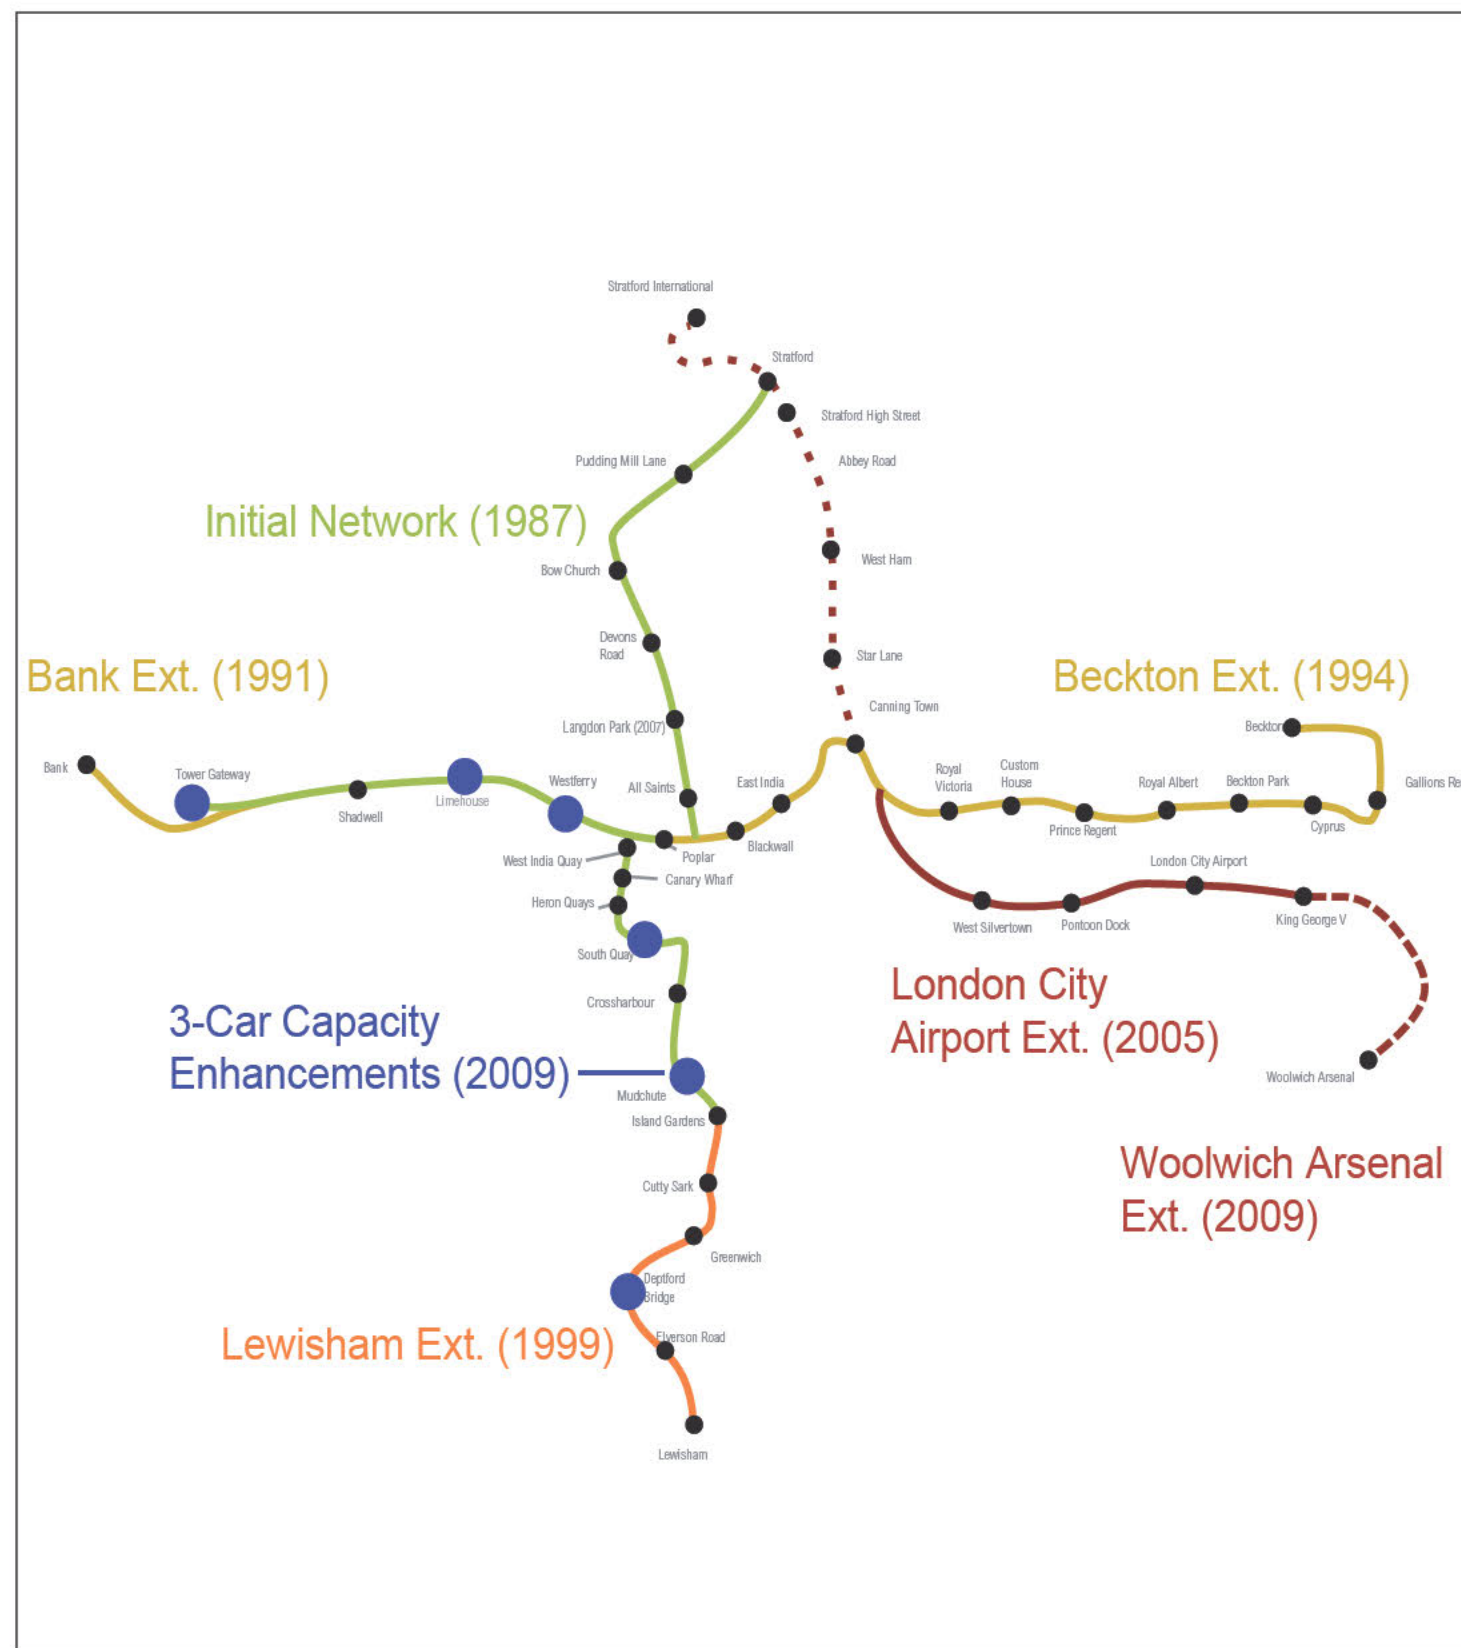 Stratford International
Stratford
Stratford High Street
Pudding Mill Lane
Abbey Road
Initial Network (1987)
West Ham
Bow Church
Devons
Road
Star Lane
Bank Ext. (1991)
Beckton Ext. (1994)
Canning Town
Langdon Park (2007)
Beckton
Bank
Tower Gateway
Limehouse
Westferry
Shadwell
All Saints
East India
Royal
Victoria
Custom
House
Prince Regent
Royal Albert
Beckton Park
Cyprus
Gallions Re
Blackwall
Poplar
West India Quay
Canary Wharf
Heron Quays
South Quay
London City Airport
West Silvertown
Pontoon Dock
King George V
Crossharbour
London City
Airport Ext. (2005)
3-Car Capacity
Enhancements (2009)
Mudchute
Woolwich Arsenal
Island Gardens
Woolwich Arsenal
Ext. (2009)
Cutty Sark
Greenwich
Deptford
Bridge
Elverson Road
Lewisham Ext. (1999)
Lewisham